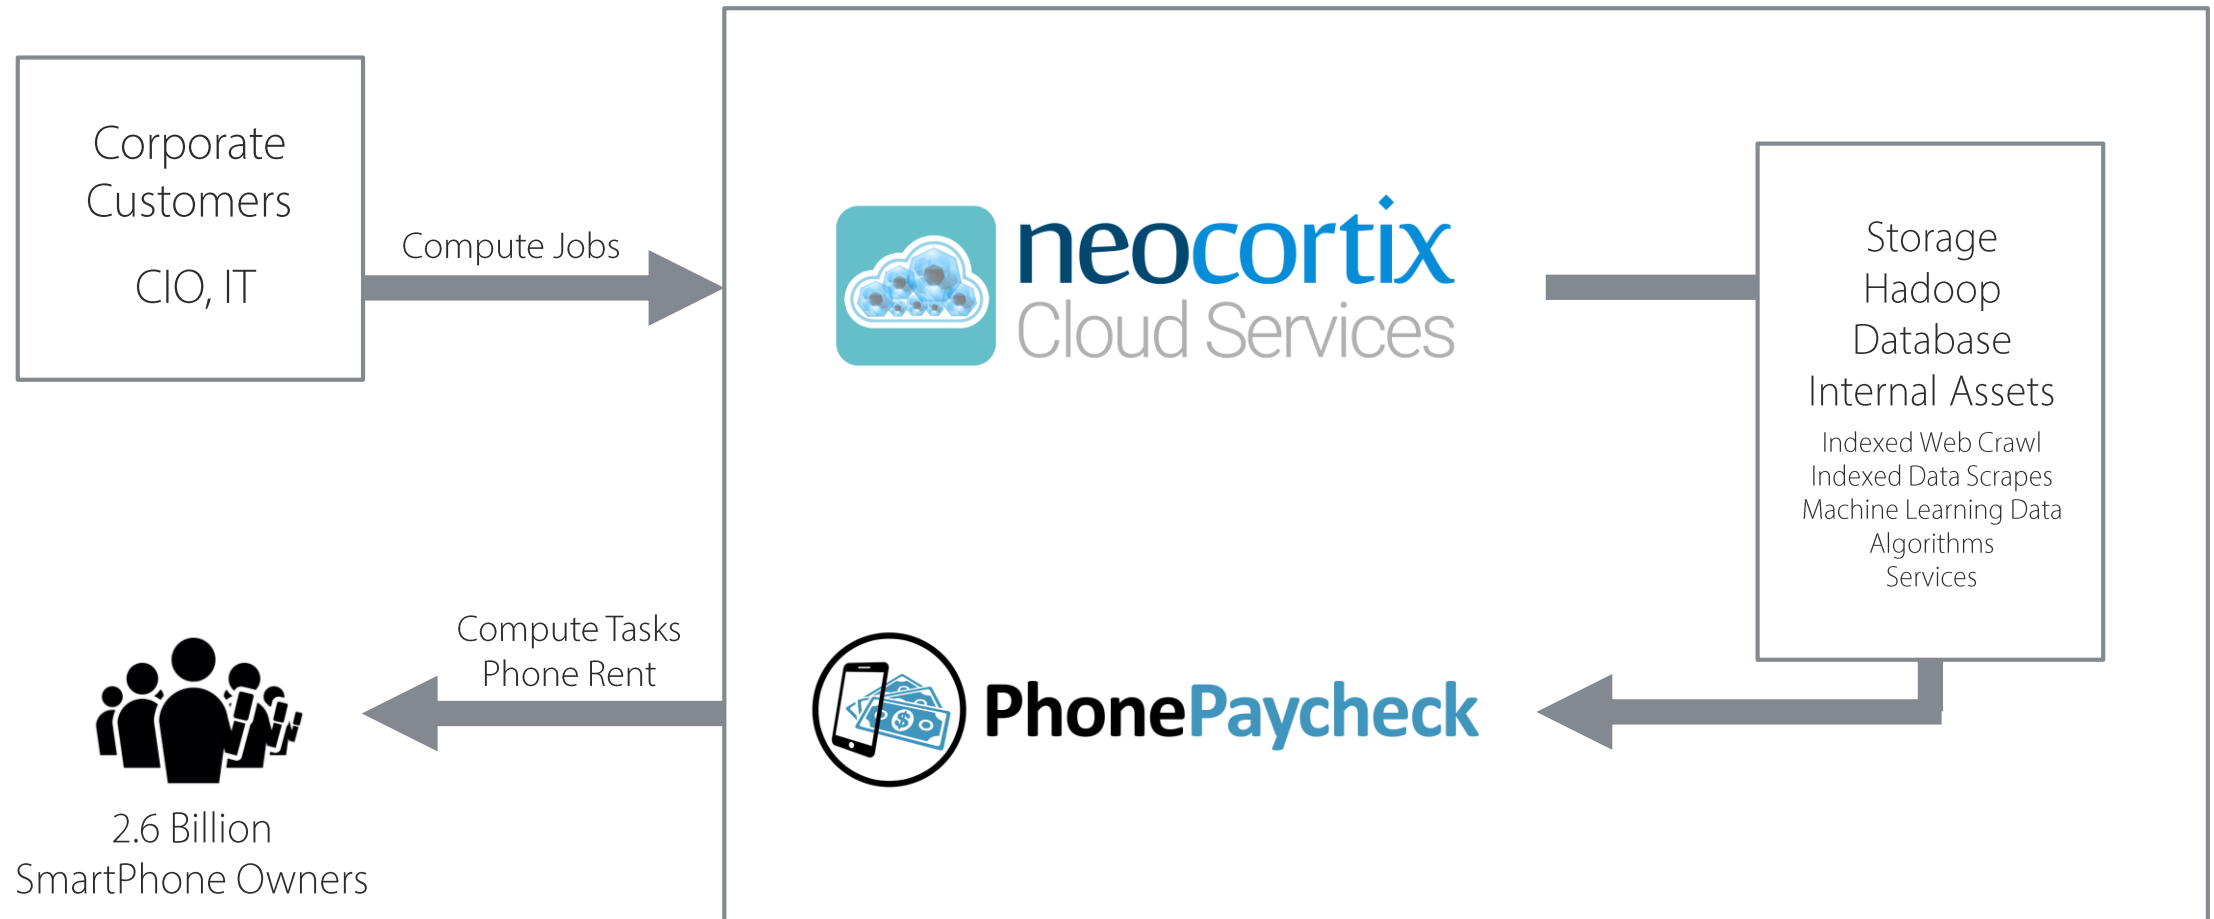 Corporate
Customers
CIO, IT
Compute Jobs
neocortix
Cloud Services
Storage
Hadoop
Database
Internal Assets
Indexed Web Crawl
Indexed Data Scrapes
Machine Learning Data
Algorithms
Services
Compute Tasks
Phone Rent
$
PhonePaycheck
2.6 Billion
SmartPhone Owners